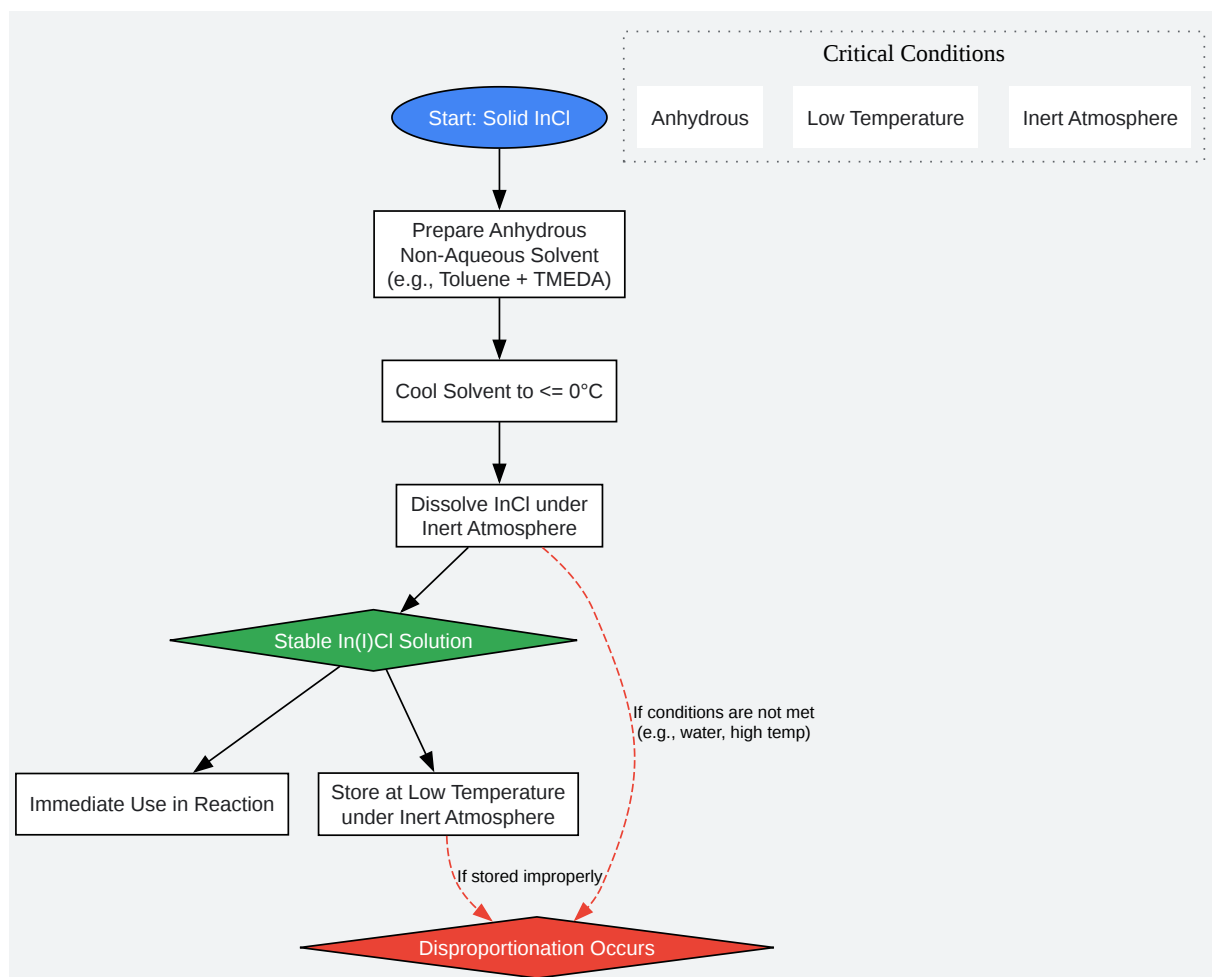 Critical Conditions
Start: Solid InCl
Anhydrous
Low Temperature
Inert Atmosphere
Prepare Anhydrous
Non-Aqueous Solvent
(e.g., Toluene + TMEDA)
Cool Solvent to <= 0°C
Dissolve InCl under
Inert Atmosphere
Stable In(I)Cl Solution
If conditions are not met
(e.g., water, high temp)
Immediate Use in Reaction
Store at Low Temperature
under Inert Atmosphere
If stored improperly
Disproportionation Occurs